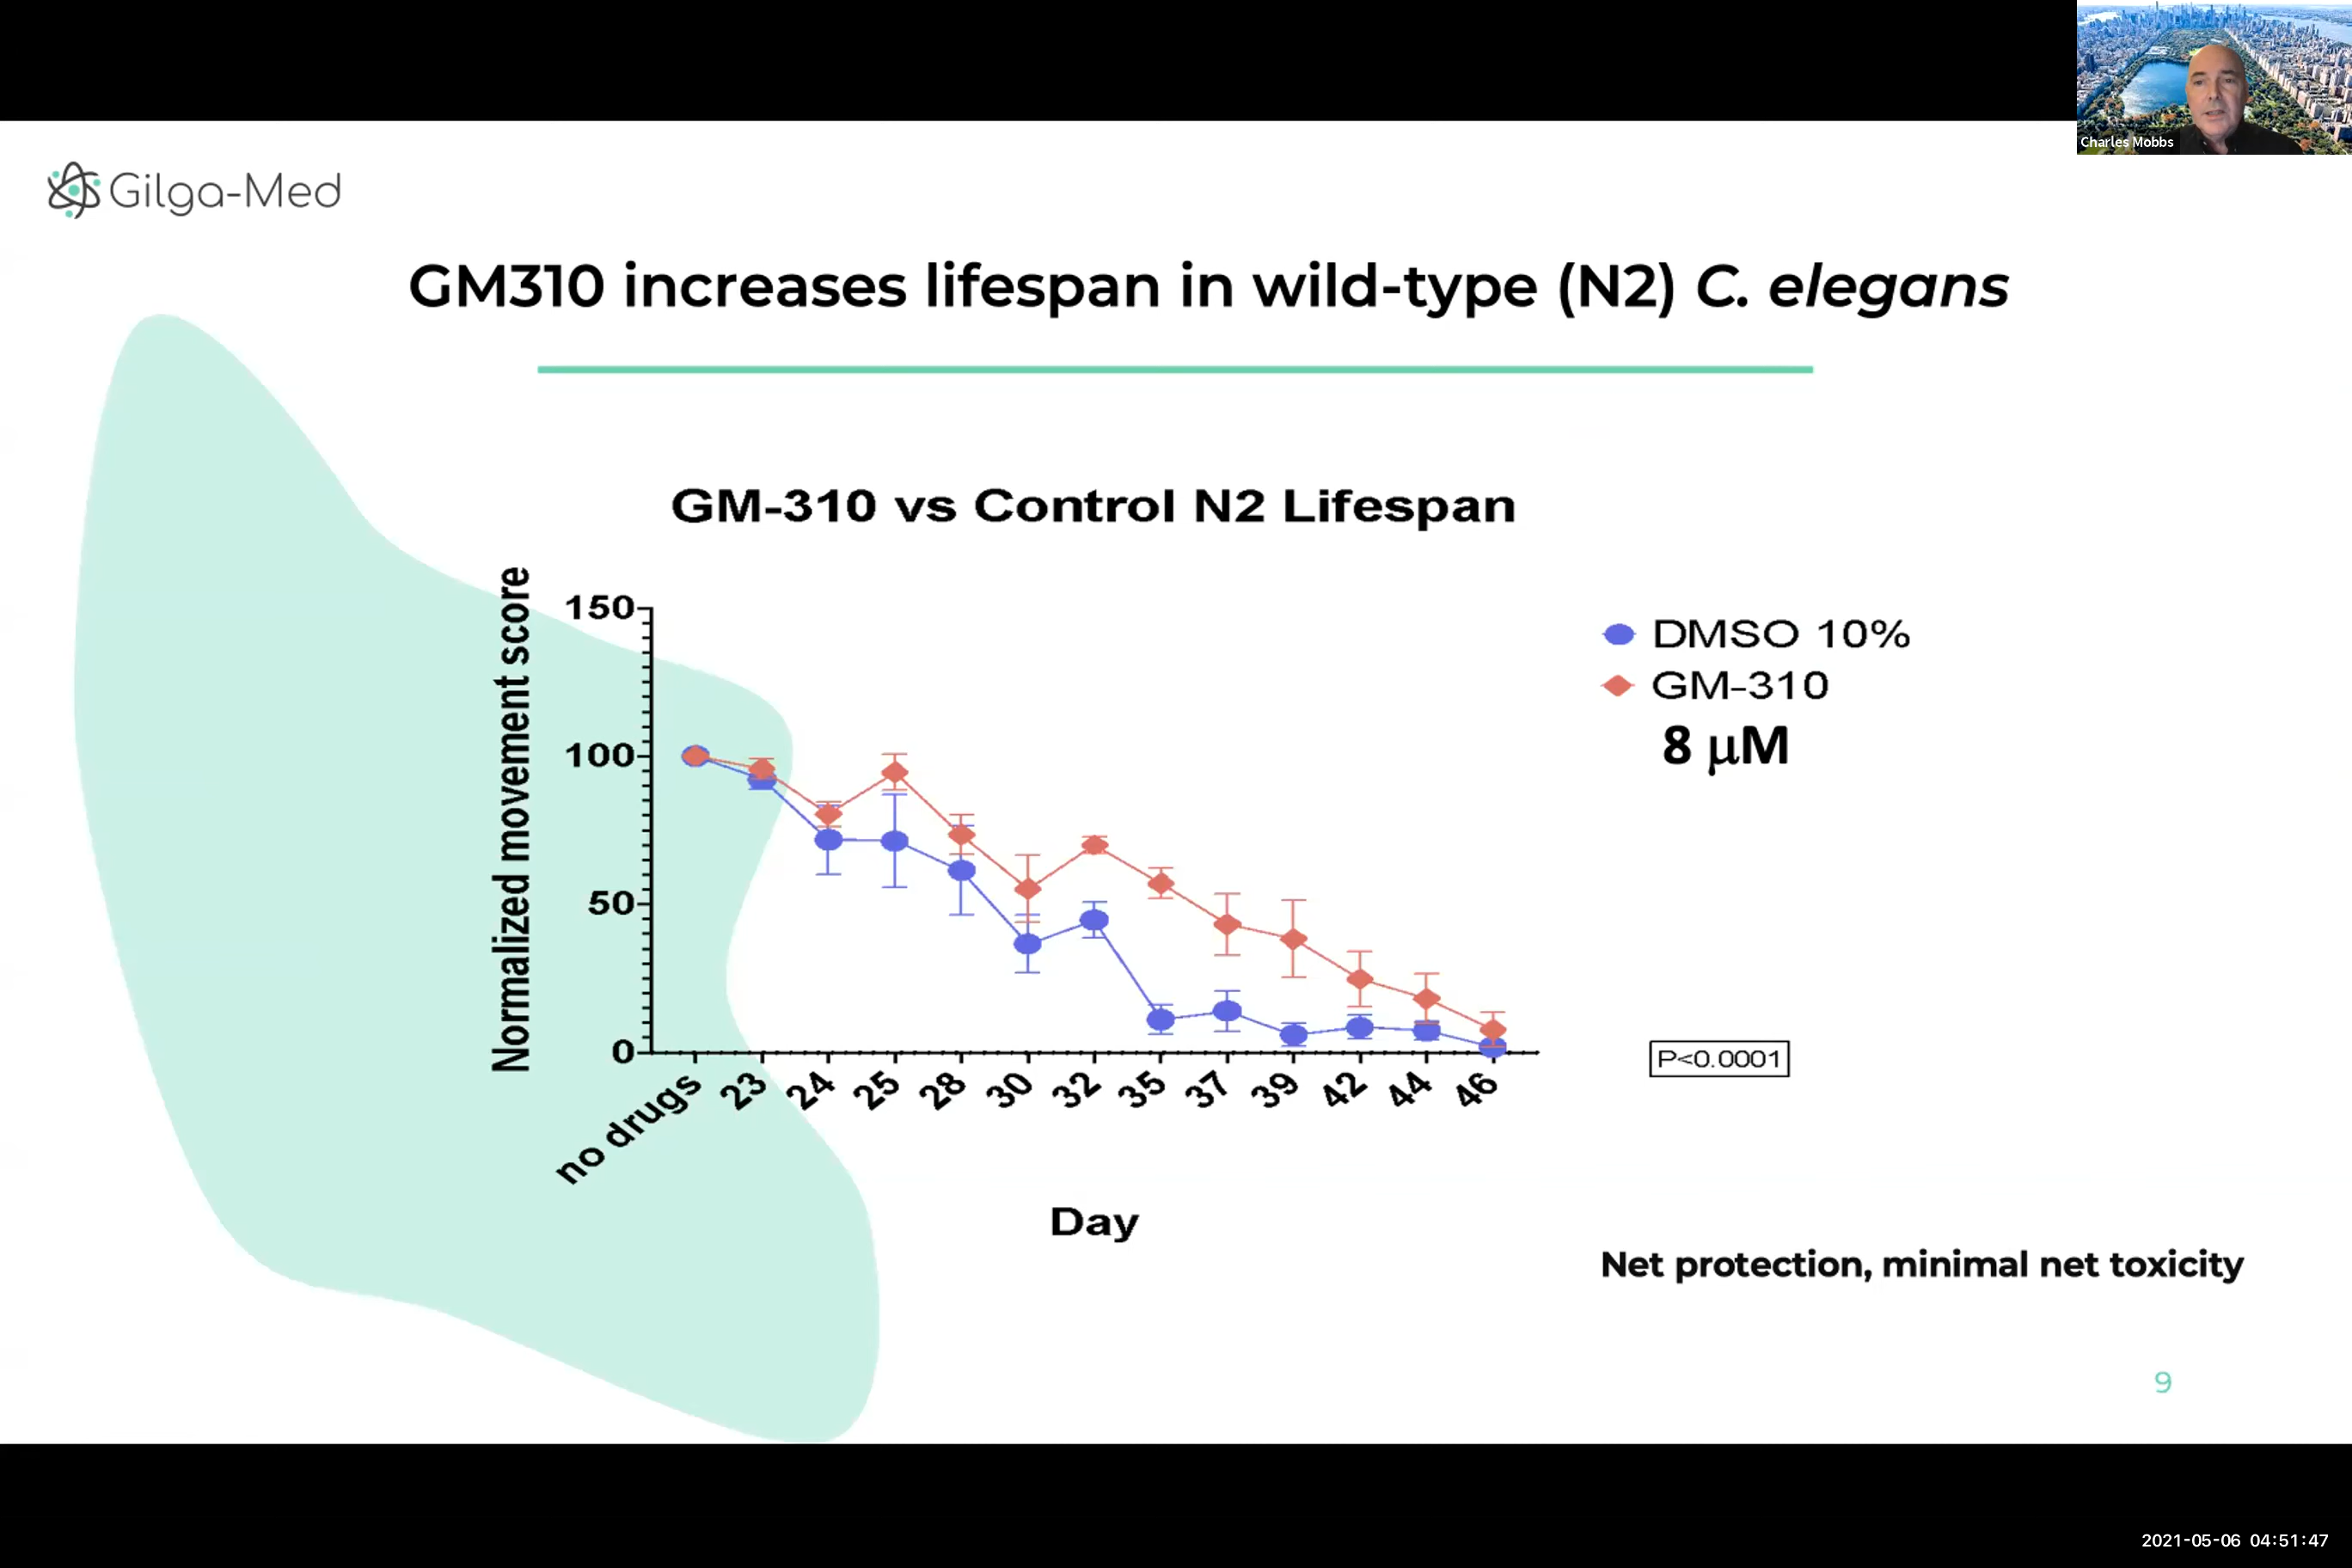 Charles Mobbs
Gilga-Med
GM310 increases lifespan in wild-type (N2) C. elegans
GM-310 vs Control N2 Lifespan
Normalized movement score
150
100
50
0
DMSO 10%
GM-310
8 μM
P<0.0001
no drugs 23 24 25 28 30 32 35 37 39 42 44 46
Day
Net protection, minimal net toxicity
9
2021-05-06 04:51:47